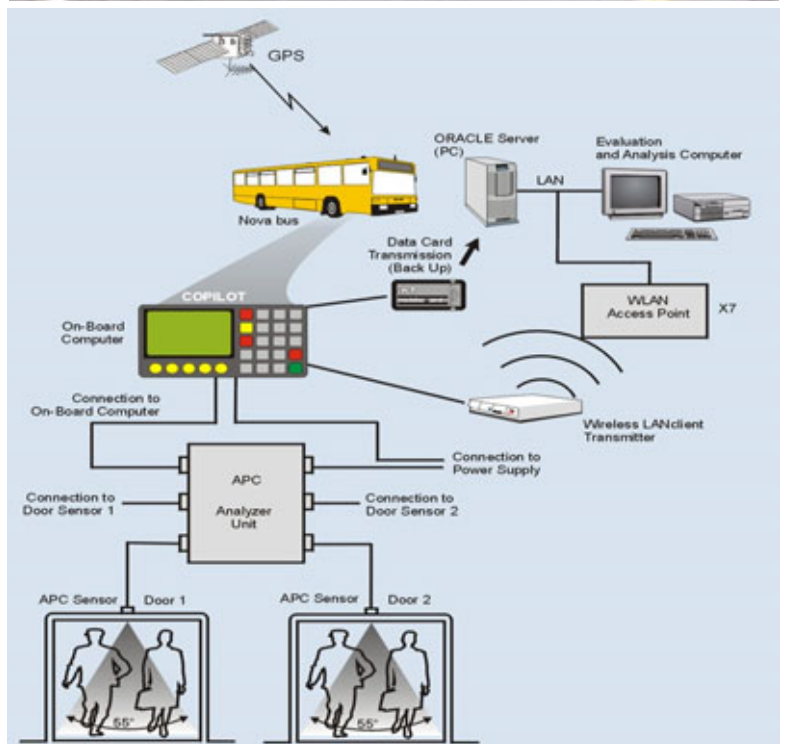 GPS
ORACLE Server
(PC)
Evaluation
and Analysis Computer
LAN
Nova bus
Data Card
Transmission
(Back Up)
COPILOT
WLAN
Access Point
X7
On-Board
Computer
Connection to
On-Board Computer
Wireless LANclient
Transmitter
Connection to
Power Supply
APC
Analyzer
Unit
Connection to
Door Sensor 1
Connection to
Door Sensor 2
APC Sensor
Door 1
APC Sensor
Door 2
55°
55°